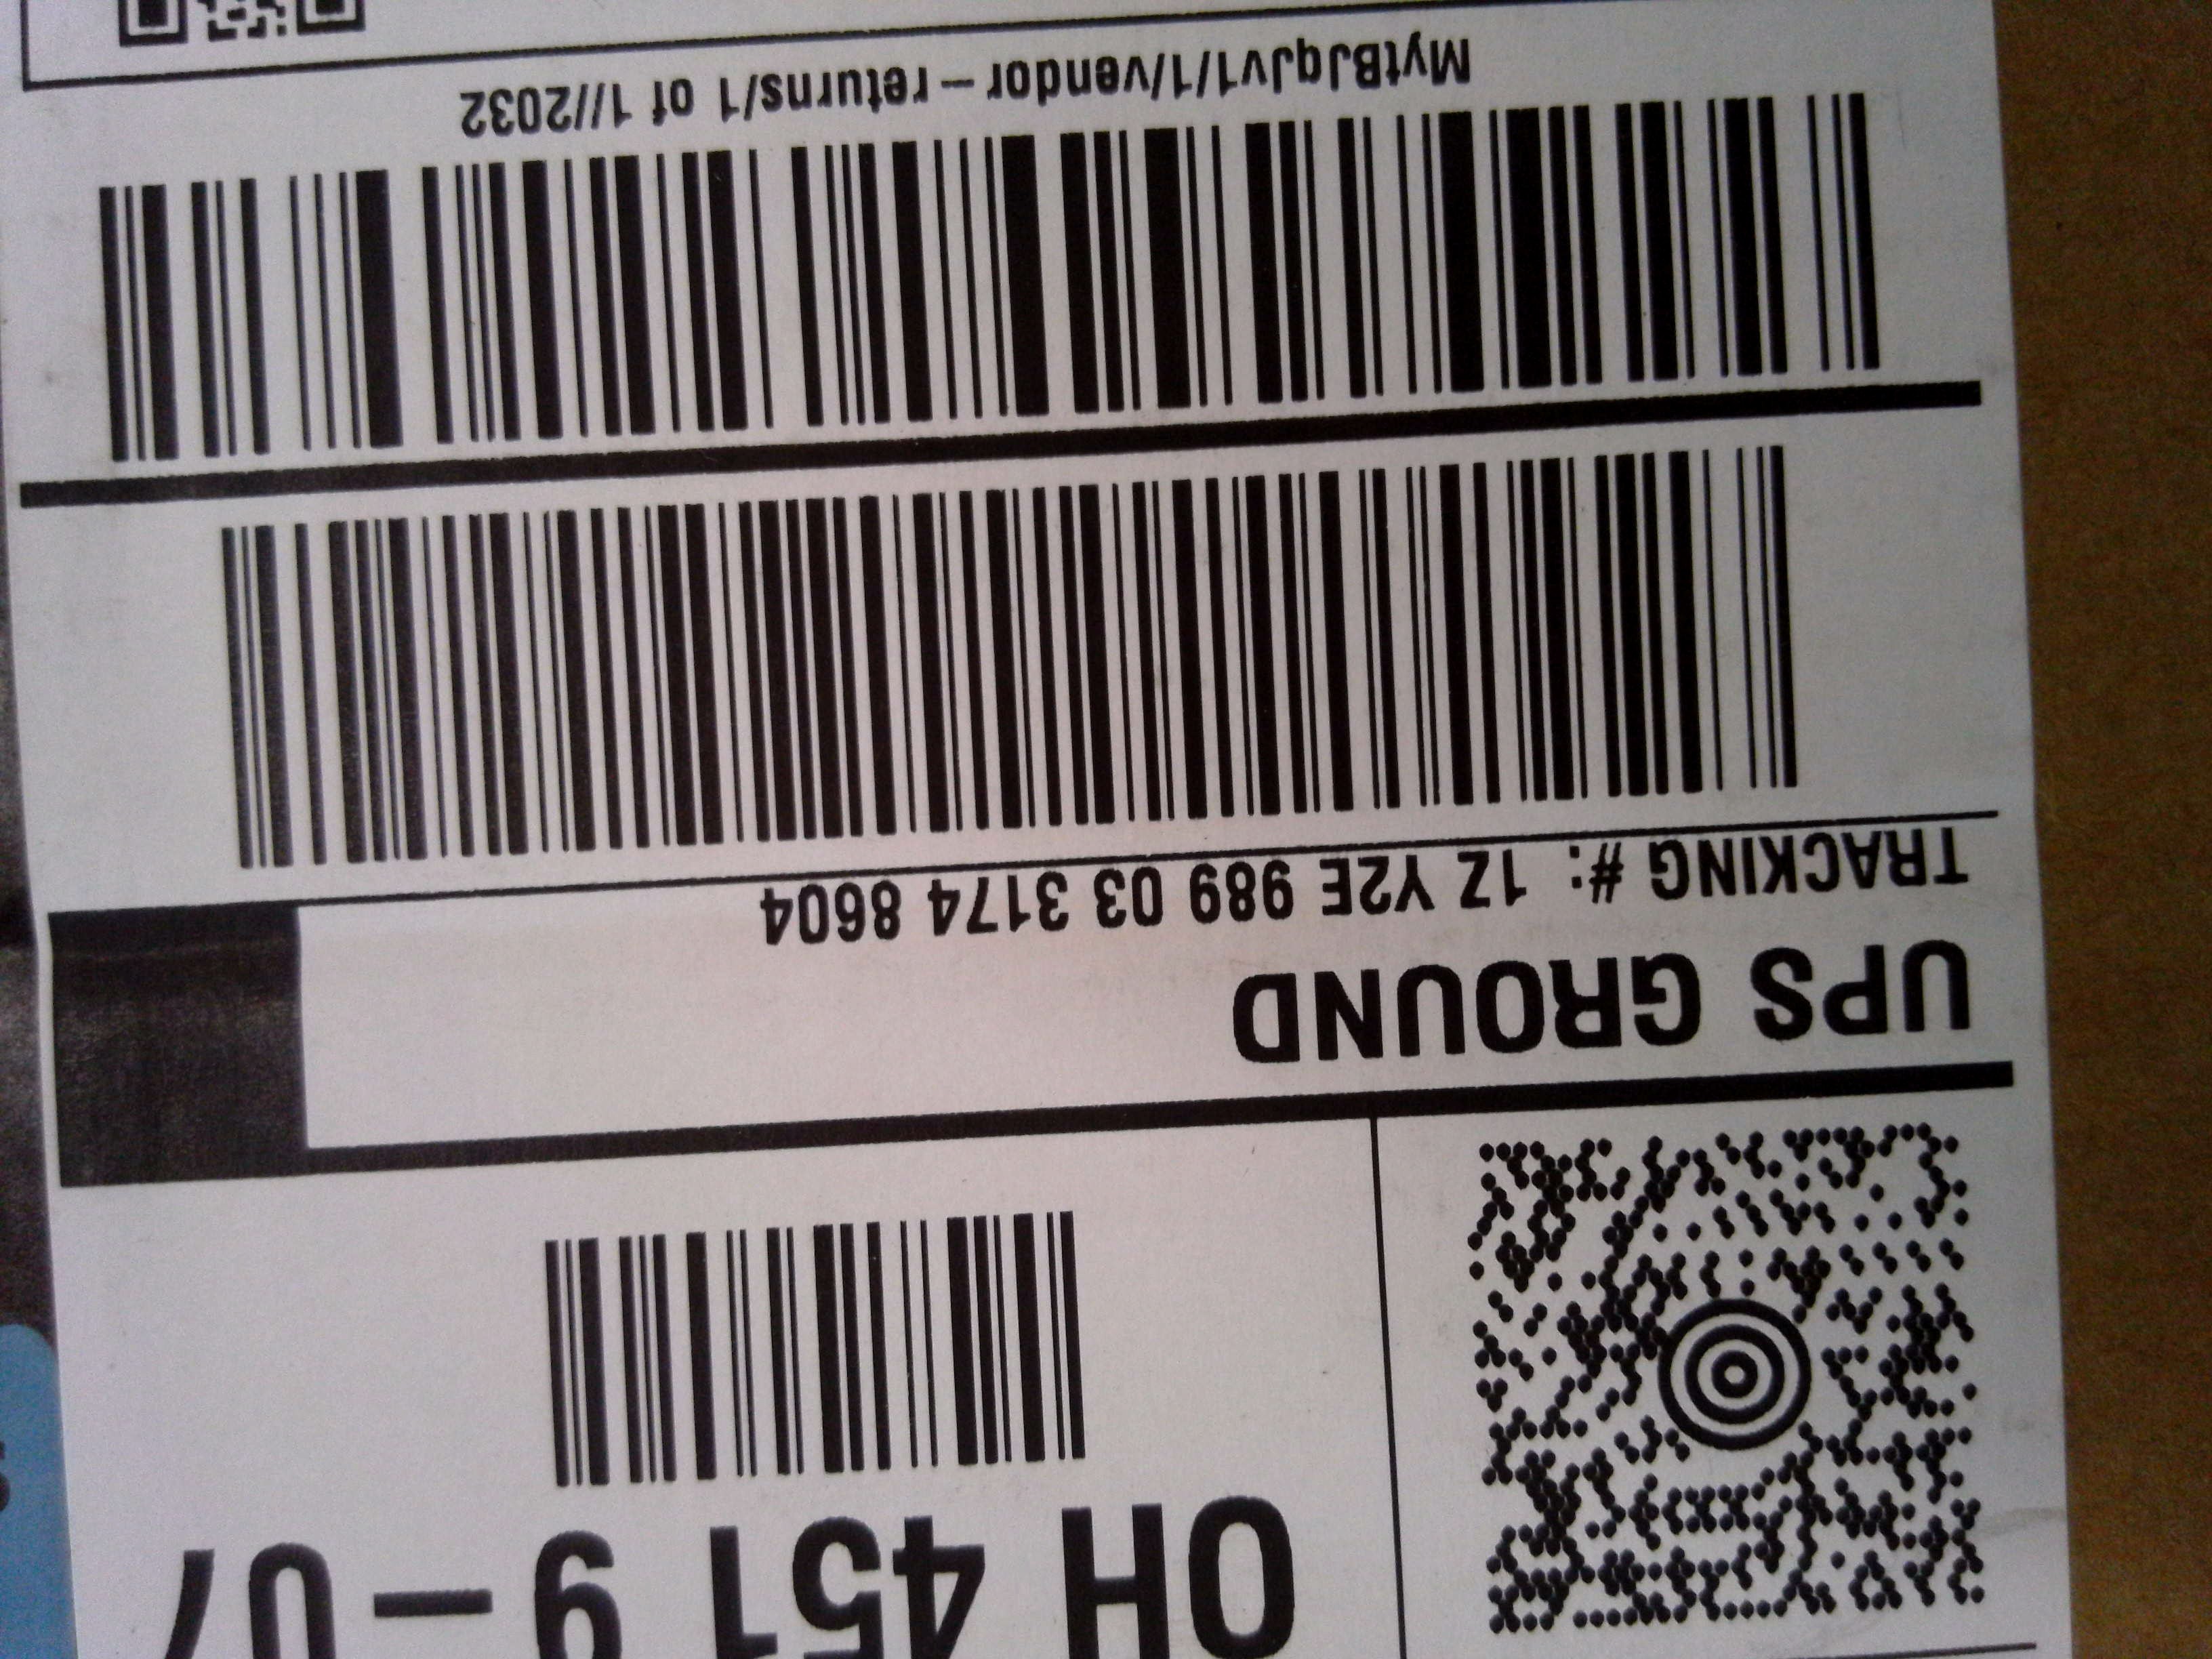 OH 451 9-07
UPS GROUND
TRACKING #: 1Z Y2E 989 03 3174 8604
MytBJqJv1/1/vendor-returns/1 of 1//2032